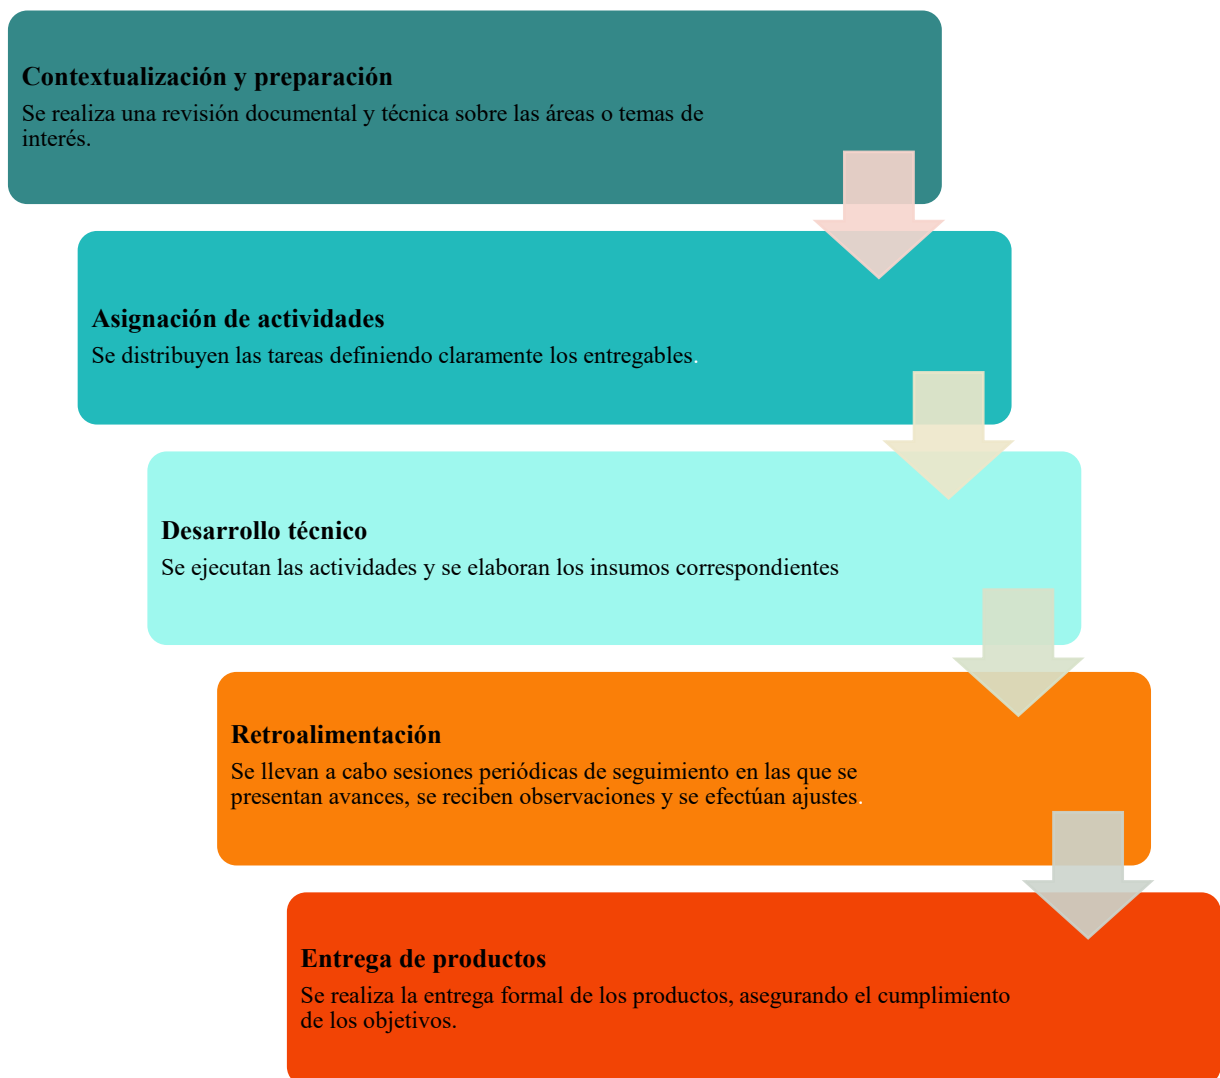 Contextualización y preparación
Se realiza una revisión documental y técnica sobre las áreas o temas de
interés.
Asignación de actividades
Se distribuyen las tareas definiendo claramente los entregables.
Desarrollo técnico
Se ejecutan las actividades y se elaboran los insumos correspondientes
Retroalimentación
Se llevan a cabo sesiones periódicas de seguimiento en las que se
presentan avances, se reciben observaciones y se efectúan ajustes.
Entrega de productos
Se realiza la entrega formal de los productos, asegurando el cumplimiento
de los objetivos.